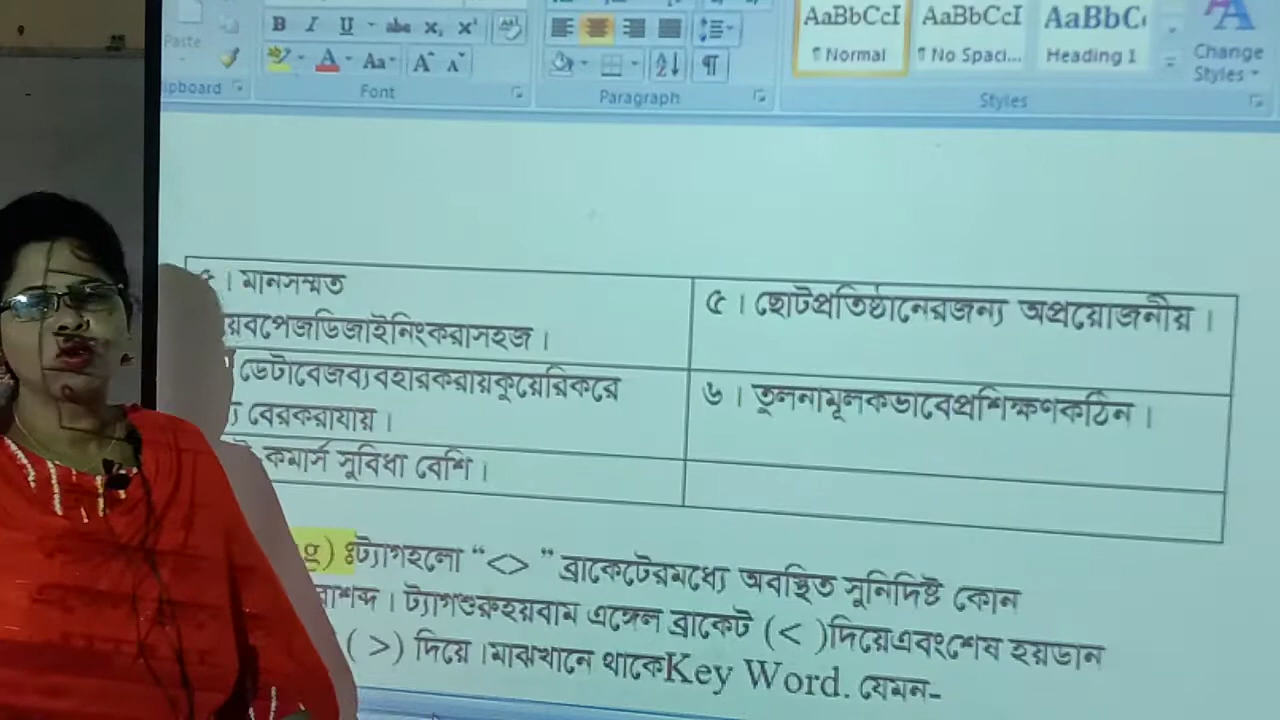 Paste
B I U abc x₂ x²
Aa A A
AaBbCcI AaBbCcI AaBbC
Normal No Spaci... Heading 1
Change
Styles
ipboard Font Paragraph Styles
। মানসম্মত
য়েবপেজডিজাইনিংকরাসহজ ।
৫ । ছোটপ্রতিষ্ঠানেরজন্য অপ্রয়োজনীয় ।
ডেটাবেজব্যবহারকরায়কুয়েরিকরে
বেরকরাযায় ।
৬ । তুলনামূলকভাবেপ্রশিক্ষণকঠিন ।
কমার্স সুবিধা বেশি ।
g) ঃট্যাগহলো “<> ” ব্রাকেটেরমধ্যে অবস্থিত সুনিদিষ্ট কোন
বাশব্দ । ট্যাগশুরুহয়বাম এঙ্গেল ব্রাকেট (< )দিয়েএবংশেষ হয়ডান
( >) দিয়ে ।মাঝখানে থাকেKey Word. যেমন-